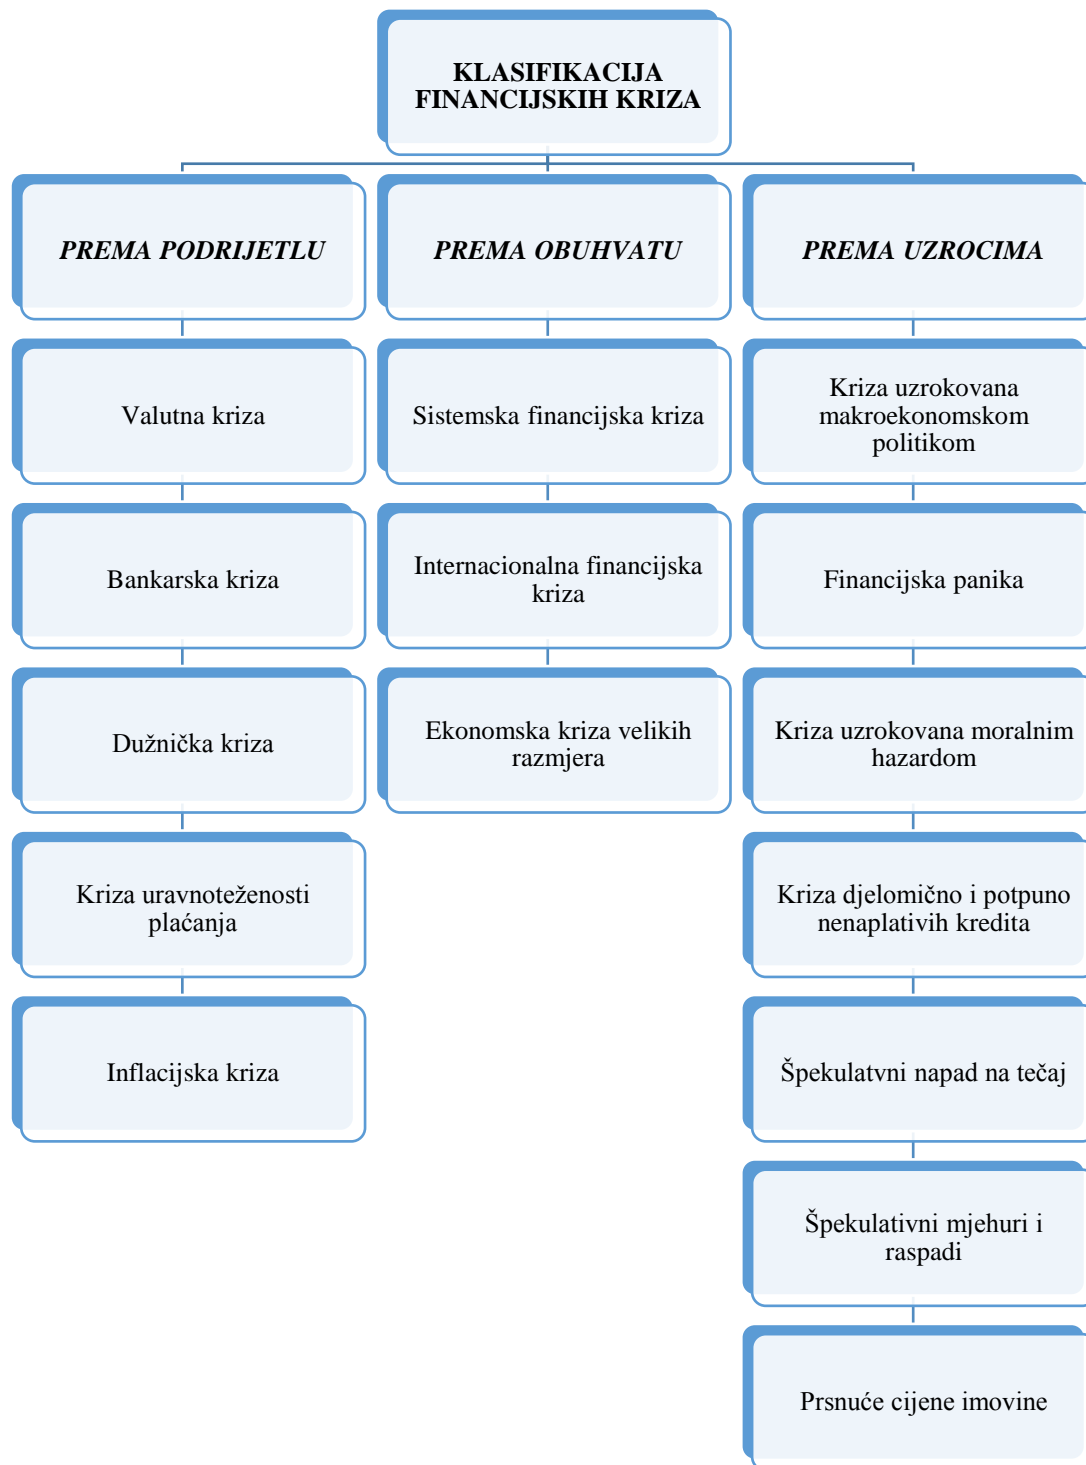 KLASIFIKACIJA
FINANCIJSKIH KRIZA
PREMA PODRIJETLU
Valutna kriza
Bankarska kriza
Dužnička kriza
Kriza uravnoteženosti
plaćanja
Inflacijska kriza
PREMA OBUHVATU
Sistemska financijska kriza
Internacionalna financijska
kriza
Ekonomska kriza velikih
razmjera
PREMA UZROCIMA
Kriza uzrokovana
makroekonomskom
politikom
Financijska panika
Kriza uzrokovana moralnim
hazardom
Kriza djelomično i potpuno
nenaplativih kredita
Špekulatvni napad na tečaj
Špekulativni mjehuri i
raspadi
Prsnuće cijene imovine